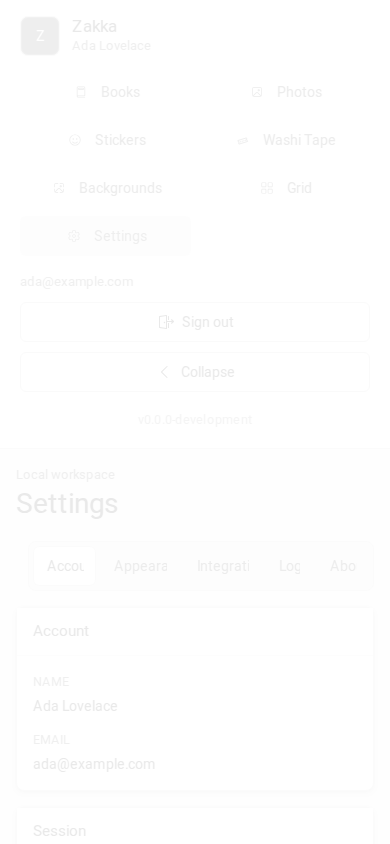 Z
Zakka
Ada Lovelace
Books
Photos
Stickers
Washi Tape
Backgrounds
Grid
Settings
ada@example.com
Sign out
Collapse
v0.0.0-development
Local workspace
Settings
Accou Appeara Integrati Log Abo
Account
NAME
Ada Lovelace
EMAIL
ada@example.com
Session